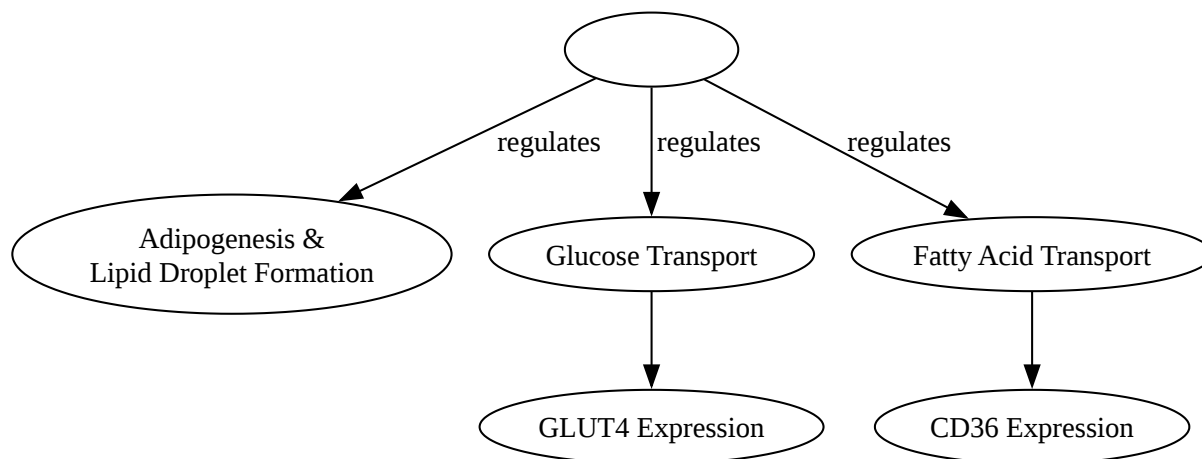 regulates
regulates
regulates
Adipogenesis &
Lipid Droplet Formation
Glucose Transport
Fatty Acid Transport
GLUT4 Expression
CD36 Expression